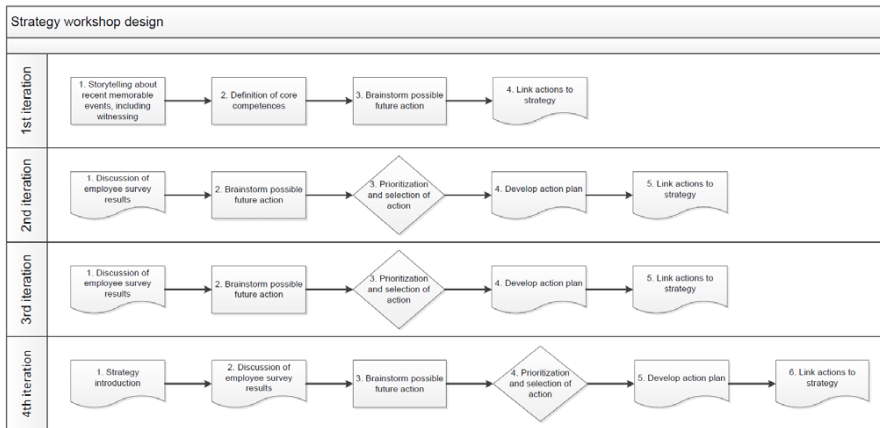 Strategy workshop design
1st iteration
1. Storytelling about
recent memorable
events, including
witnessing
2. Definition of core
competences
3. Brainstorm possible
future action
4. Link actions to
strategy
2nd iteration
1. Discussion of
employee survey
results
2. Brainstorm possible
future action
3. Prioritization
and selection of
action
4. Develop action plan
5. Link actions to
strategy
3rd iteration
1. Discussion of
employee survey
results
2. Brainstorm possible
future action
3. Prioritization
and selection of
action
4. Develop action plan
5. Link actions to
strategy
4th iteration
1. Strategy
introduction
2. Discussion of
employee survey
results
3. Brainstorm possible
future action
4. Prioritization
and selection of
action
5. Develop action plan
6. Link actions to
strategy